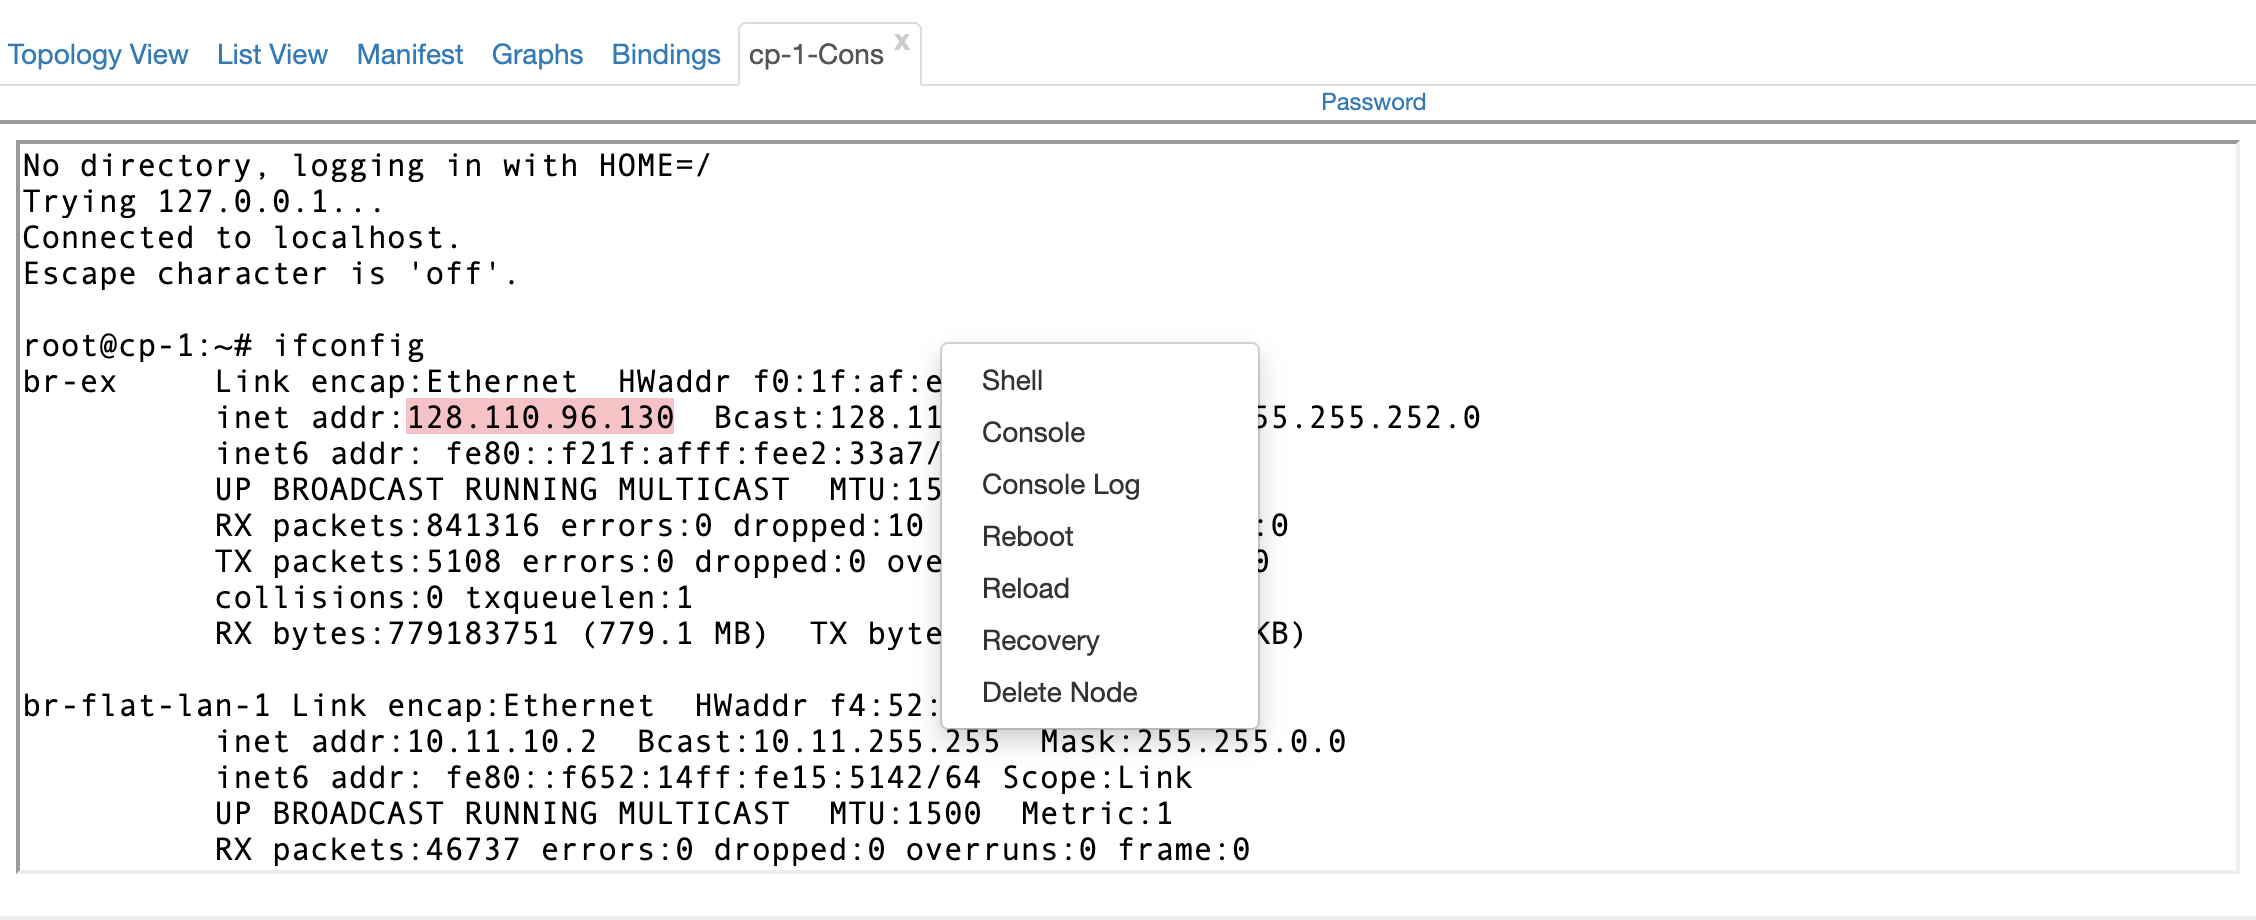 Topology View List View Manifest Graphs Bindings cp-1-Cons x
Password
No directory, logging in with HOME=/
Trying 127.0.0.1...
Connected to localhost.
Escape character is 'off'.
root@cp-1:~# ifconfig
br-ex Link encap:Ethernet HWaddr f0:1f:af:e
inet addr:128.110.96.130 Bcast:128.11 55.255.252.0
inet6 addr: fe80::f21f:afff:fee2:33a7/
UP BROADCAST RUNNING MULTICAST MTU:15
RX packets:841316 errors:0 dropped:10 :0
TX packets:5108 errors:0 dropped:0 ove 0
collisions:0 txqueuelen:1
RX bytes:779183751 (779.1 MB) TX byte KB)
br-flat-lan-1 Link encap:Ethernet HWaddr f4:52:
inet addr:10.11.10.2 Bcast:10.11.255.255 Mask:255.255.0.0
inet6 addr: fe80::f652:14ff:fe15:5142/64 Scope:Link
UP BROADCAST RUNNING MULTICAST MTU:1500 Metric:1
RX packets:46737 errors:0 dropped:0 overruns:0 frame:0
Shell
Console
Console Log
Reboot
Reload
Recovery
Delete Node